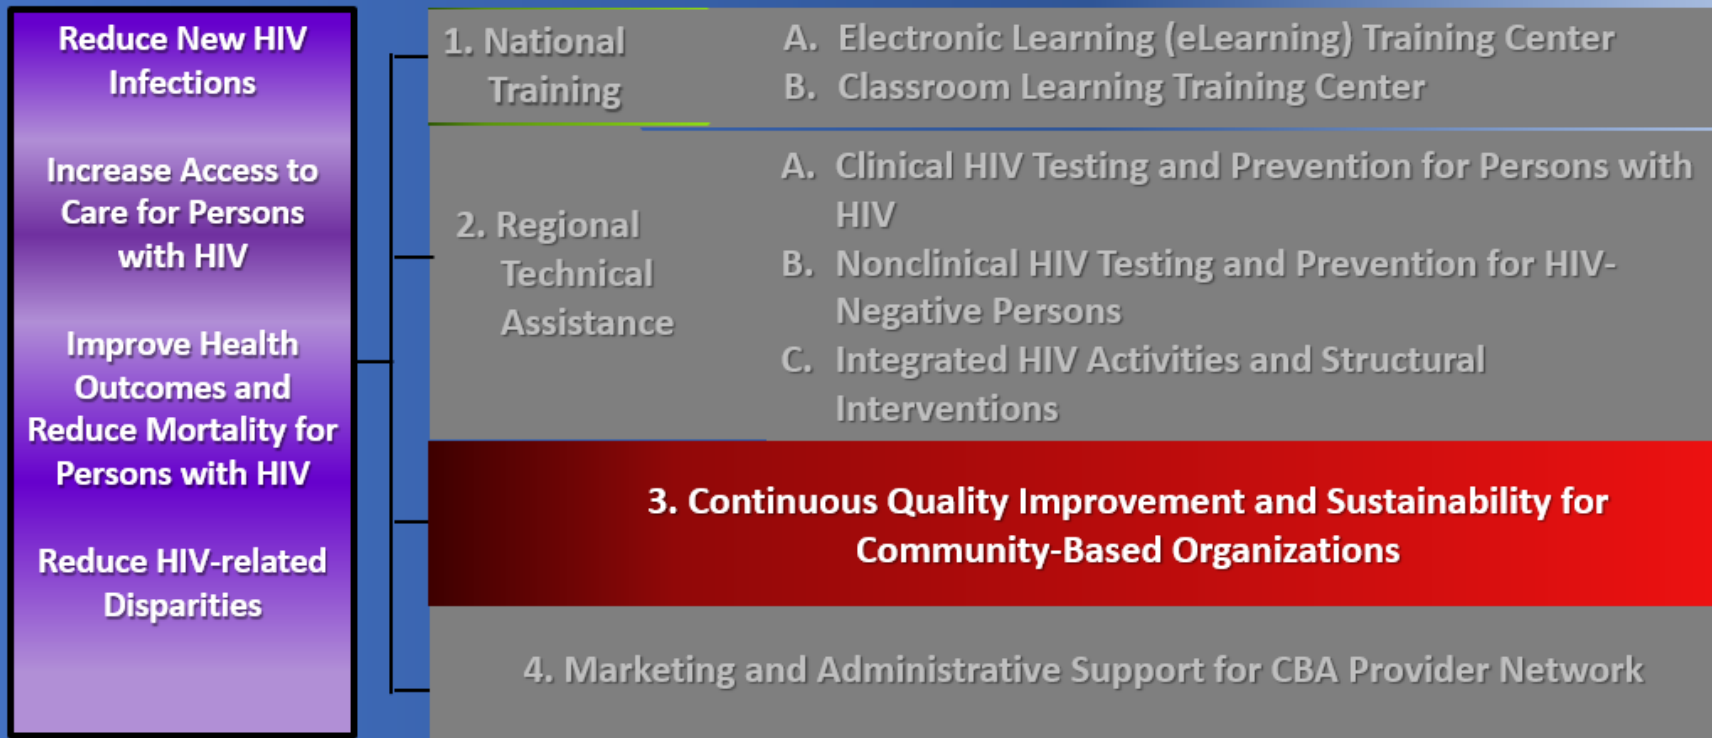 Reduce New HIV
Infections
Increase Access to
Care for Persons
with HIV
Improve Health
Outcomes and
Reduce Mortality for
Persons with HIV
Reduce HIV-related
Disparities
1. National
Training
A. Electronic Learning (eLearning) Training Center
B. Classroom Learning Training Center
2. Regional
Technical
Assistance
A. Clinical HIV Testing and Prevention for Persons with
HIV
B. Nonclinical HIV Testing and Prevention for HIV-
Negative Persons
C. Integrated HIV Activities and Structural
Interventions
3. Continuous Quality Improvement and Sustainability for
Community-Based Organizations
4. Marketing and Administrative Support for CBA Provider Network